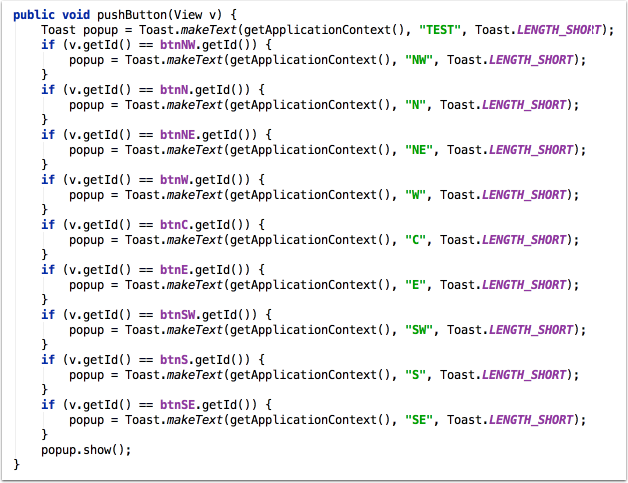 public void pushButton(View v) {
    Toast popup = Toast.makeText(getApplicationContext(), "TEST", Toast.LENGTH_SHORT);
    if (v.getId() == btnNW.getId()) {
        popup = Toast.makeText(getApplicationContext(), "NW", Toast.LENGTH_SHORT);
    }
    if (v.getId() == btnN.getId()) {
        popup = Toast.makeText(getApplicationContext(), "N", Toast.LENGTH_SHORT);
    }
    if (v.getId() == btnNE.getId()) {
        popup = Toast.makeText(getApplicationContext(), "NE", Toast.LENGTH_SHORT);
    }
    if (v.getId() == btnW.getId()) {
        popup = Toast.makeText(getApplicationContext(), "W", Toast.LENGTH_SHORT);
    }
    if (v.getId() == btnC.getId()) {
        popup = Toast.makeText(getApplicationContext(), "C", Toast.LENGTH_SHORT);
    }
    if (v.getId() == btnE.getId()) {
        popup = Toast.makeText(getApplicationContext(), "E", Toast.LENGTH_SHORT);
    }
    if (v.getId() == btnSW.getId()) {
        popup = Toast.makeText(getApplicationContext(), "SW", Toast.LENGTH_SHORT);
    }
    if (v.getId() == btnS.getId()) {
        popup = Toast.makeText(getApplicationContext(), "S", Toast.LENGTH_SHORT);
    }
    if (v.getId() == btnSE.getId()) {
        popup = Toast.makeText(getApplicationContext(), "SE", Toast.LENGTH_SHORT);
    }
    popup.show();
}